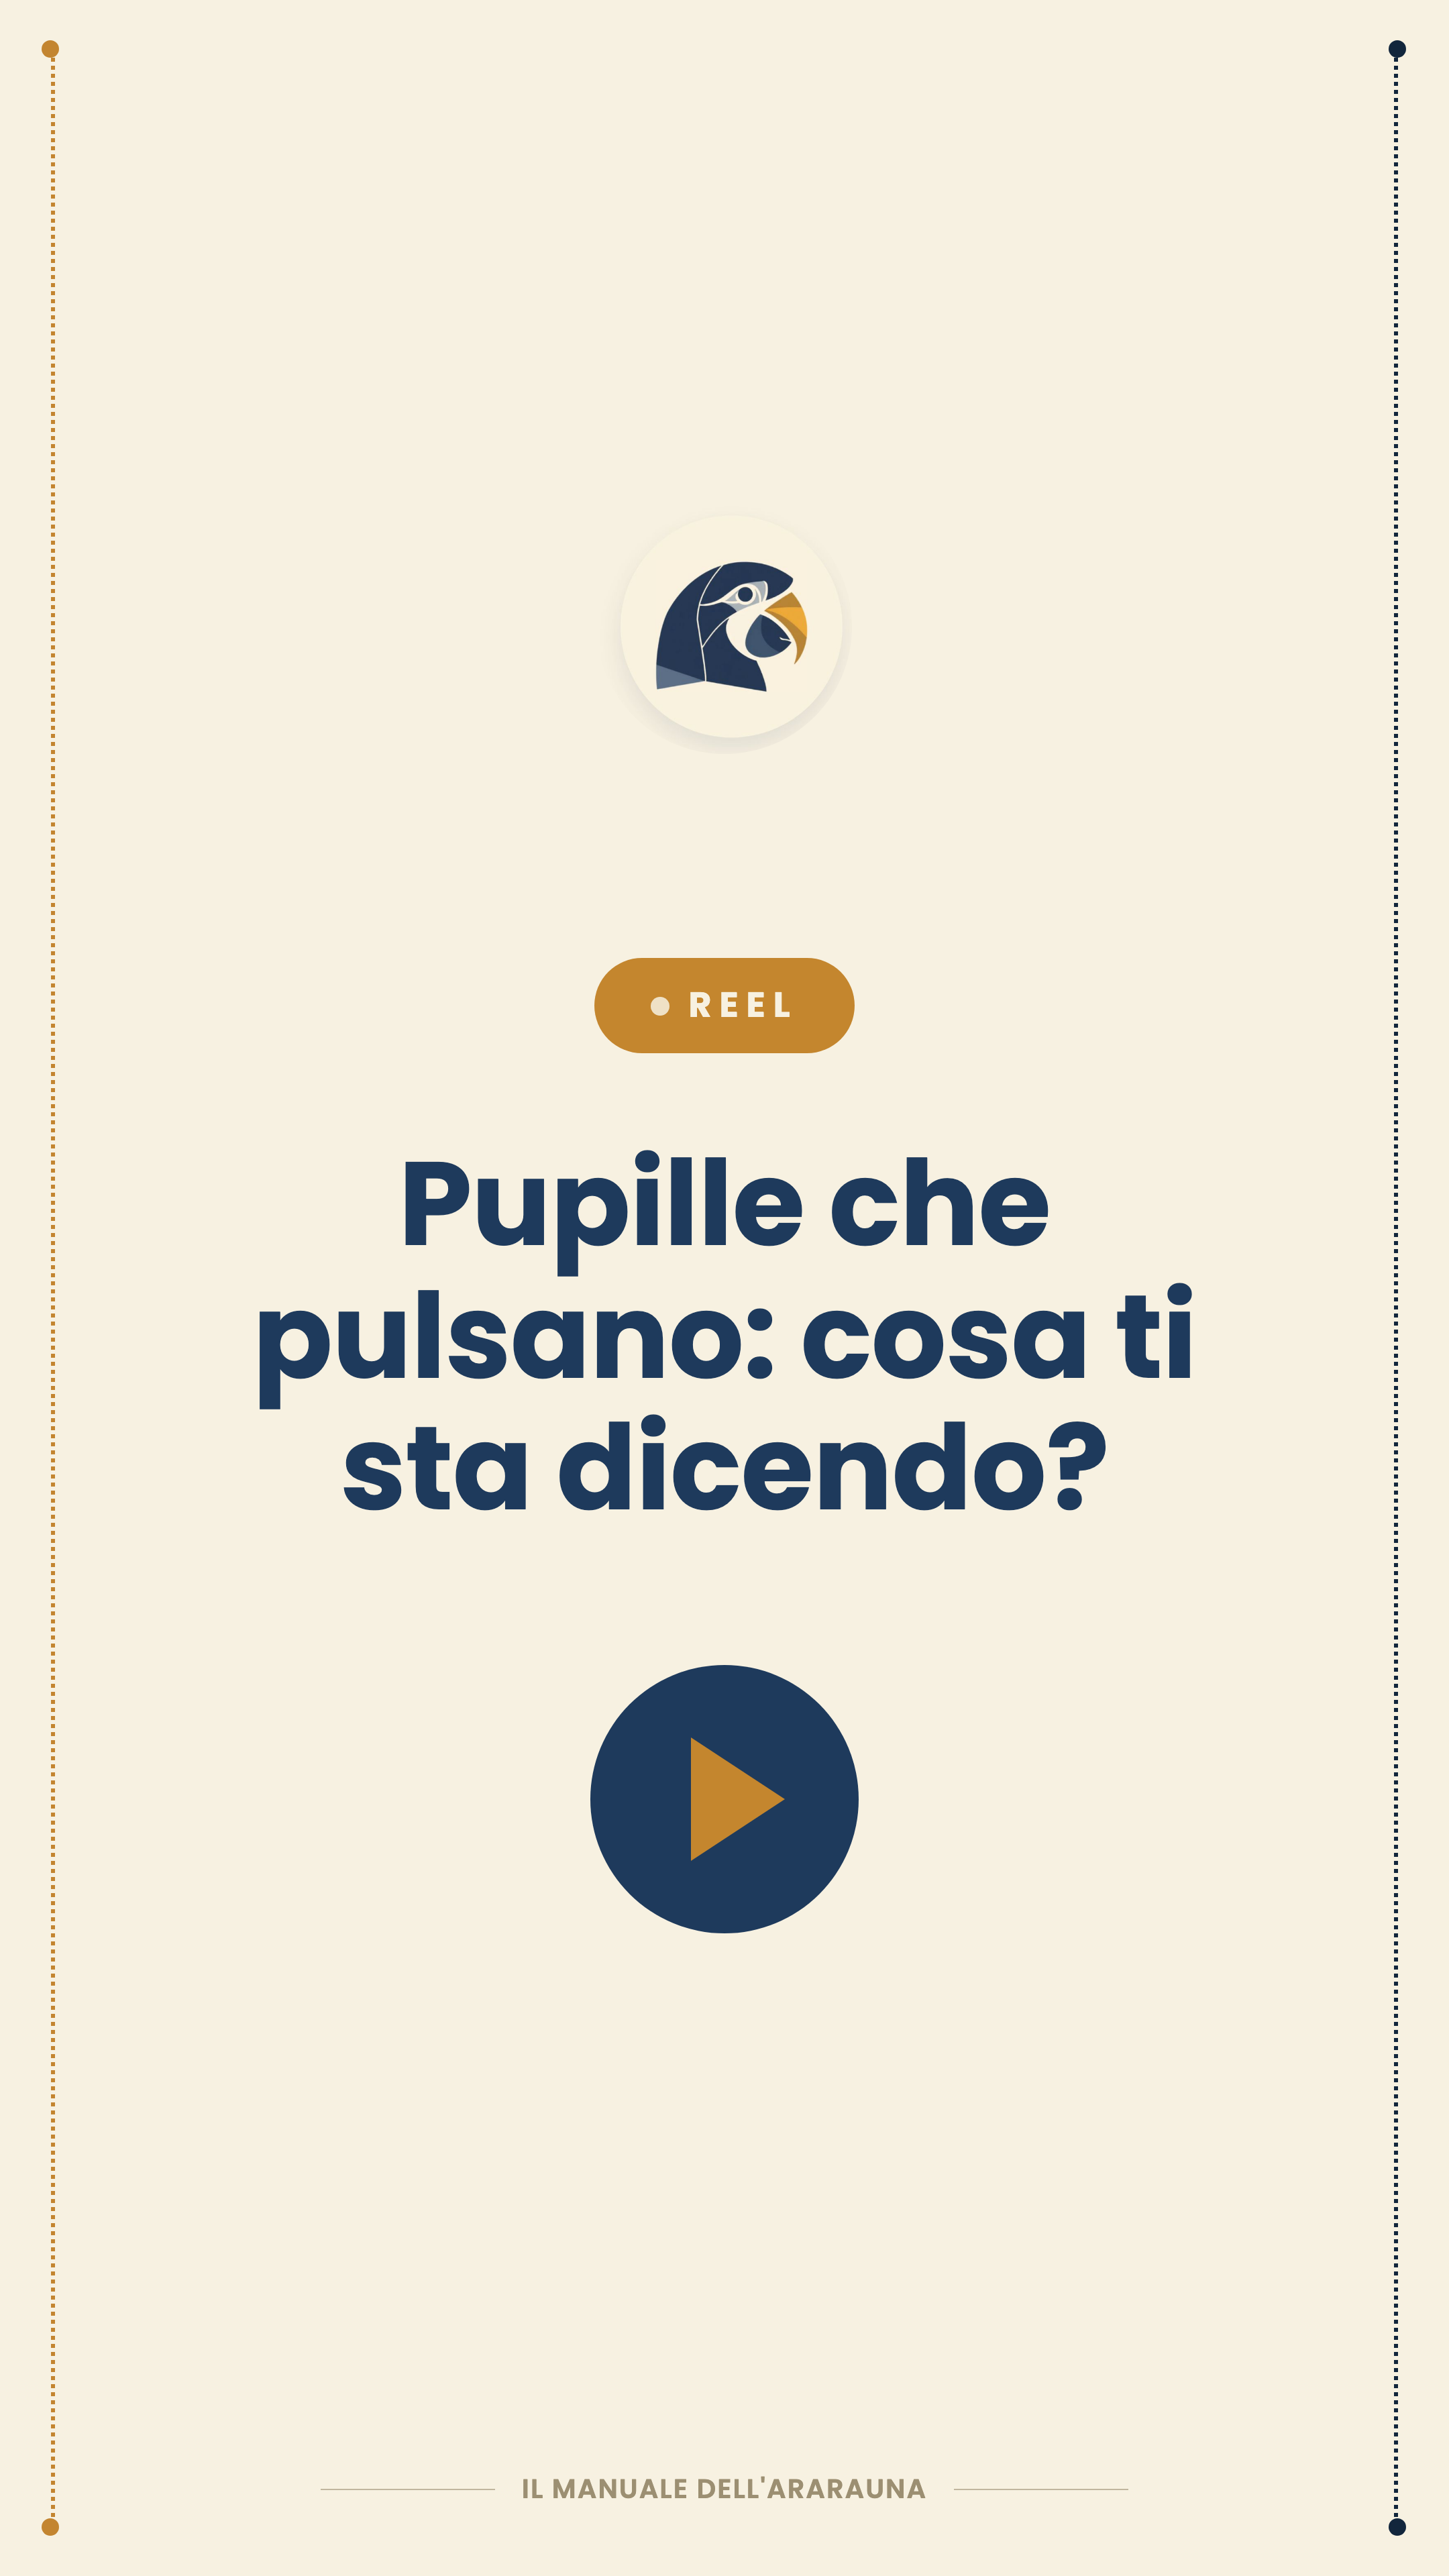 REEL
Pupille che
pulsano: cosa ti
sta dicendo?
IL MANUALE DELL'ARARAUNA